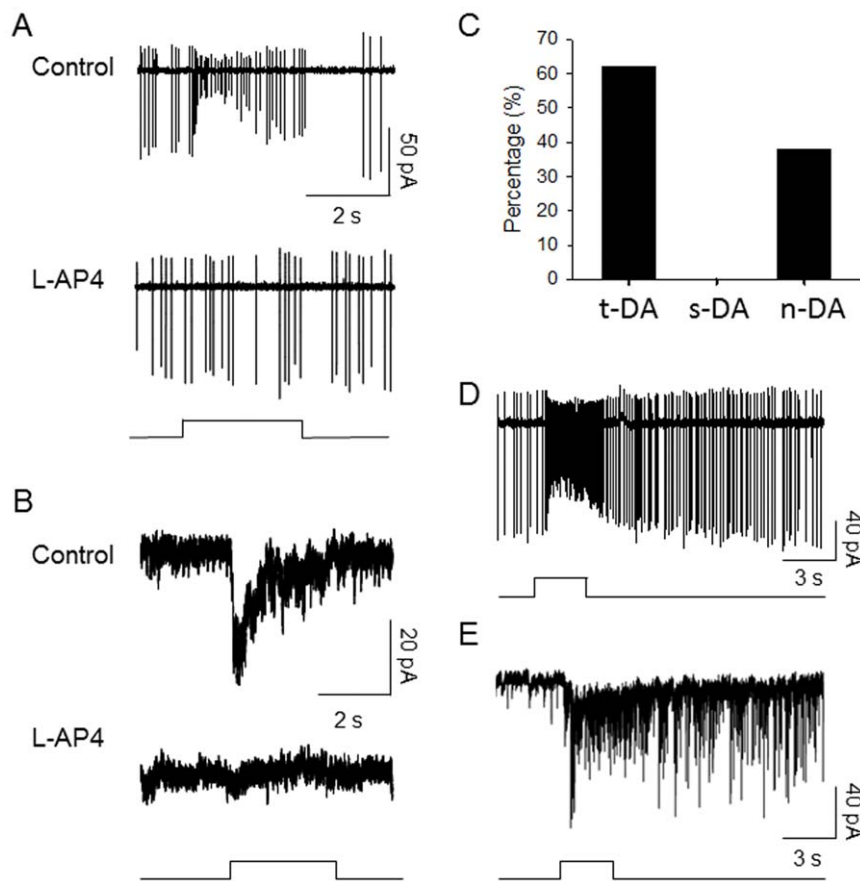 A
Control
50 pA
2 s
L-AP4
B
Control
20 pA
2 s
L-AP4
C
Percentage (%)
70
60
50
40
30
20
10
0
t-DA s-DA n-DA
D
40 pA
3 s
E
40 pA
3 s